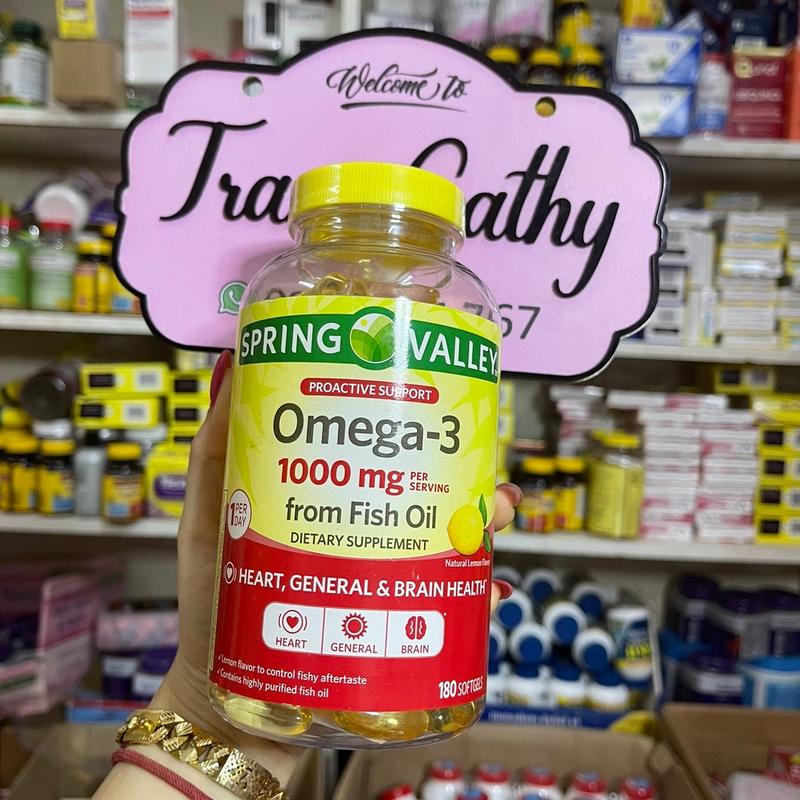 Welcome to
Cathy
SPRING VALLEY
PROACTIVE SUPPORT
Omega-3
1000 mg PER SERVING
from Fish Oil
1 PER DAY
DIETARY SUPPLEMENT
Natural Lemon Flavor
HEART, GENERAL & BRAIN HEALTH
HEART GENERAL BRAIN
✓Lemon flavor to control fishy aftertaste
✓Contains highly purified fish oil
180 SOFTGELS